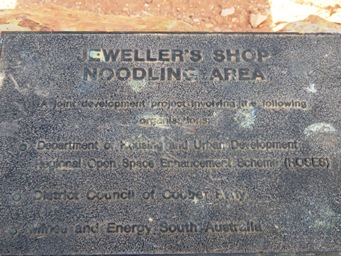 JEWELLER'S SHOP
NOODLING AREA
A joint development project involving the following
organisations:
Department of Housing and Urban Development
Regional Open Space Enhancement Scheme (ROSES)
District Council of Coober Pedy
Mines and Energy South Australia